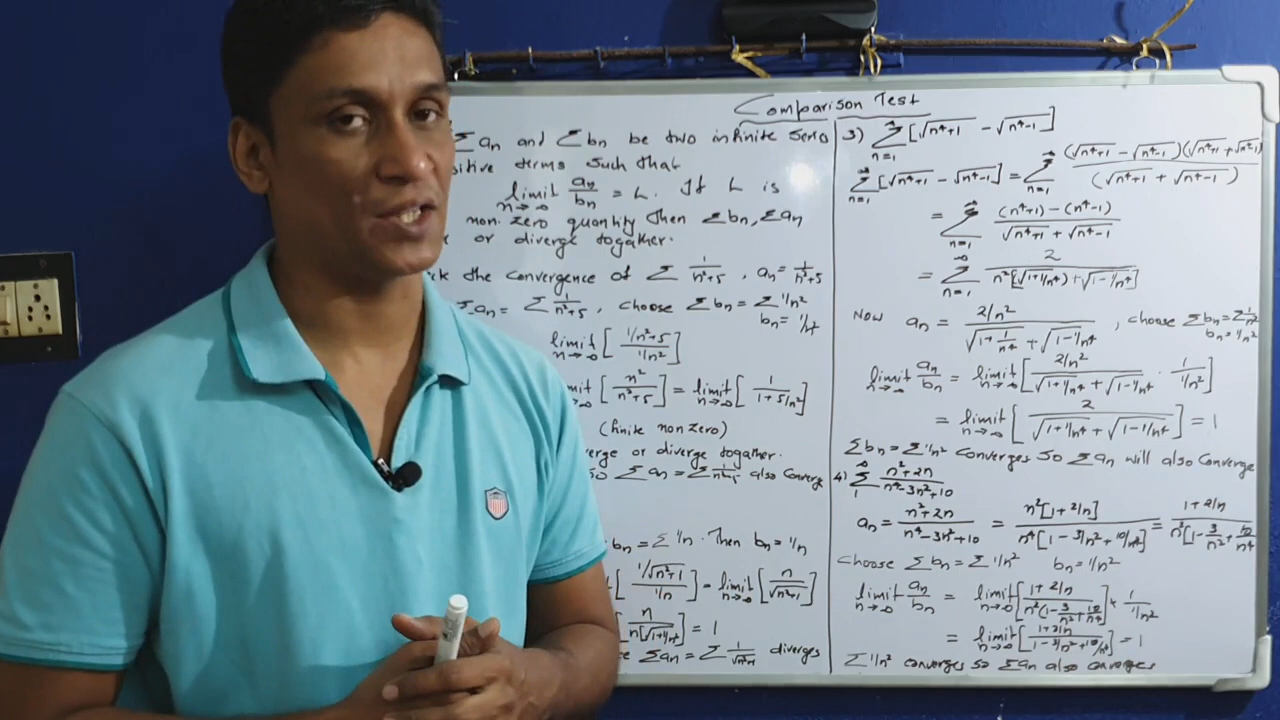 Comparison Test
Σan and Σbn be two infinite series
sitive terms such that
limit n→∞ an/bn = L. If L is
non-zero quantity then Σbn, Σan
or diverge togather.
the convergence of Σ 1/n²+5 , an = 1/n²+5
Σan = Σ 1/n²+5 , choose Σbn = Σ1/n²
bn = 1/n²
limit n→∞ [ 1/n²+5 / 1/n² ]
[ n²/n²+5 ] = limit n→∞ [ 1 / 1+5/n² ]
(finite non zero)
verge or diverge togather.
so Σan = Σ 1/n²+5 also converge
bn = Σ1/n. Then bn = 1/n
[ 1/√n²+1 / 1/n ] = limit n→∞ [ n/√n²+1 ]
[ n / n[√1+1/n² ] = 1
Σan = Σ 1/√n²+1 diverges
3) ∞ Σ n=1 [√n⁴+1 - √n⁴-1]
∞ Σ n=1 [√n⁴+1 - √n⁴-1] = ∞ Σ n=1 (√n⁴+1 - √n⁴-1)(√n⁴+1 + √n⁴-1) / (√n⁴+1 + √n⁴-1)
= ∞ Σ n=1 (n⁴+1) - (n⁴-1) / √n⁴+1 + √n⁴-1
= ∞ Σ n=1 2 / n²[(√1+1/n⁴) + √1-1/n⁴]
Now an = 2/n² / √1+1/n⁴ + √1-1/n⁴ , choose Σbn = Σ1/n²
bn = 1/n²
limit n→∞ an/bn = limit n→∞ [ 2/n² / √1+1/n⁴ + √1-1/n⁴ · 1 / 1/n² ]
= limit n→∞ [ 2 / √1+1/n⁴ + √1-1/n⁴ ] = 1
Σbn = Σ1/n² converges so Σan will also converge
4) ∞ Σ 1 n²+2n / n⁴-3n²+10
an = n²+2n / n⁴-3n²+10 = n²[1+2/n] / n⁴[1-3/n²+10/n⁴] = 1+2/n / n²[1-3/n²+10/n⁴
choose Σbn = Σ1/n² bn = 1/n²
limit n→∞ an/bn = limit n→∞ [ 1+2/n / n²(1-3/n²+10/n⁴ ] × 1 / 1/n²
= limit n→∞ [ 1+2/n / 1-3/n²+10/n⁴ ] = 1
Σ1/n² converges so Σan also converges